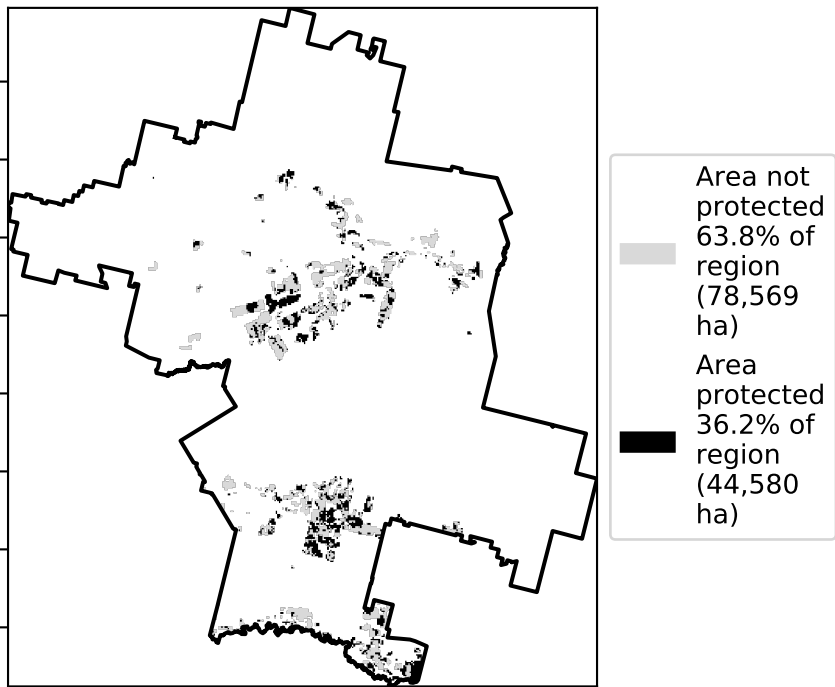 Area not
protected
63.8% of
region
(78,569
ha)
Area
protected
36.2% of
region
(44,580
ha)